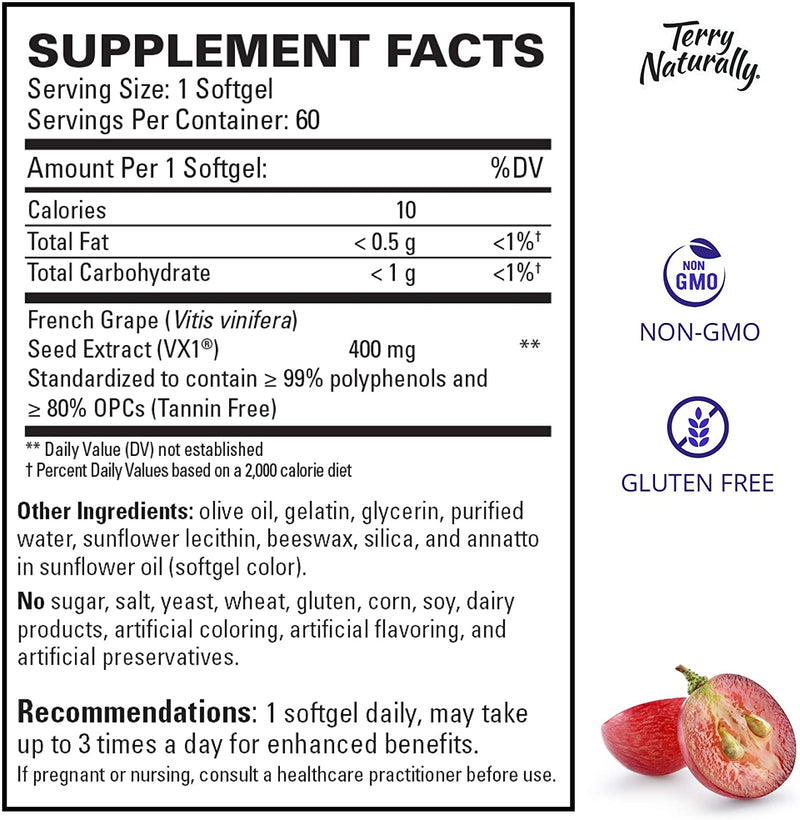 SUPPLEMENT FACTS
Serving Size: 1 Softgel
Servings Per Container: 60
Amount Per 1 Softgel: %DV
Calories 10
Total Fat < 0.5 g <1%†
Total Carbohydrate < 1 g <1%†
French Grape (Vitis vinifera)
Seed Extract (VX1®) 400 mg **
Standardized to contain ≥ 99% polyphenols and
≥ 80% OPCs (Tannin Free)
** Daily Value (DV) not established
† Percent Daily Values based on a 2,000 calorie diet
Other Ingredients: olive oil, gelatin, glycerin, purified
water, sunflower lecithin, beeswax, silica, and annatto
in sunflower oil (softgel color).
No sugar, salt, yeast, wheat, gluten, corn, soy, dairy
products, artificial coloring, artificial flavoring, and
artificial preservatives.
Recommendations: 1 softgel daily, may take
up to 3 times a day for enhanced benefits.
If pregnant or nursing, consult a healthcare practitioner before use.
Terry
Naturally®
NON
GMO
NON-GMO
GLUTEN FREE